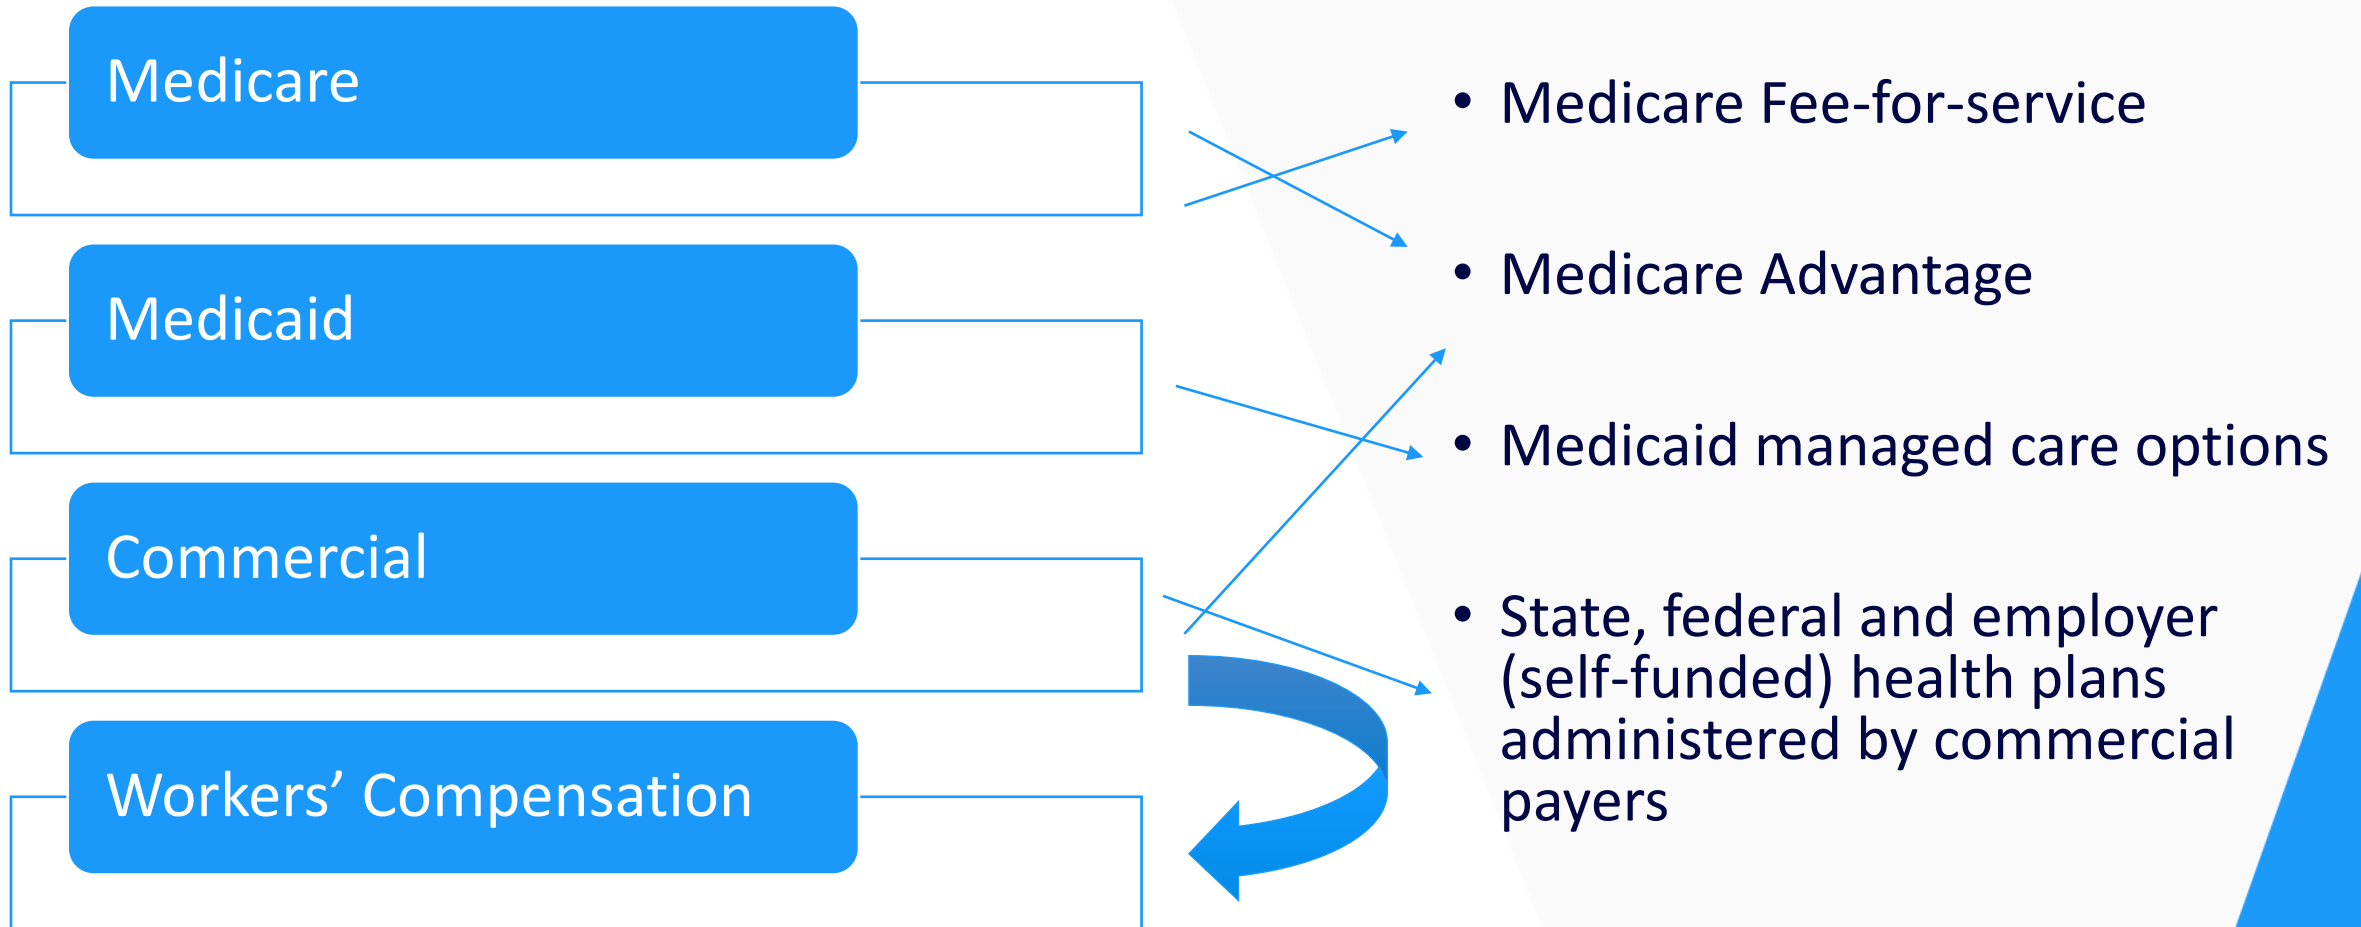 Medicare
Medicaid
Commercial
Workers’ Compensation
• Medicare Fee-for-service
• Medicare Advantage
• Medicaid managed care options
• State, federal and employer
(self-funded) health plans
administered by commercial
payers